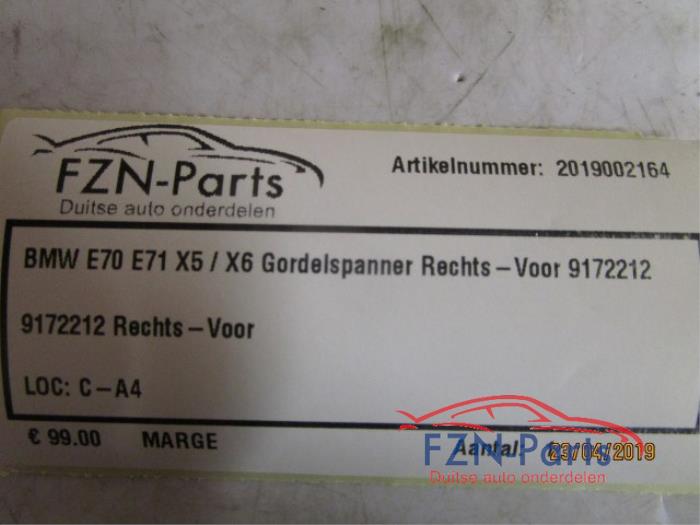 FZN-Parts
Duitse auto onderdelen
Artikelnummer: 2019002164
BMW E70 E71 X5 / X6 Gordelspanner Rechts-Voor 9172212
9172212 Rechts-Voor
LOC: C-A4
€ 99.00 MARGE Aantal:
23/04/2019
FZN-Parts
Duitse auto onderdelen